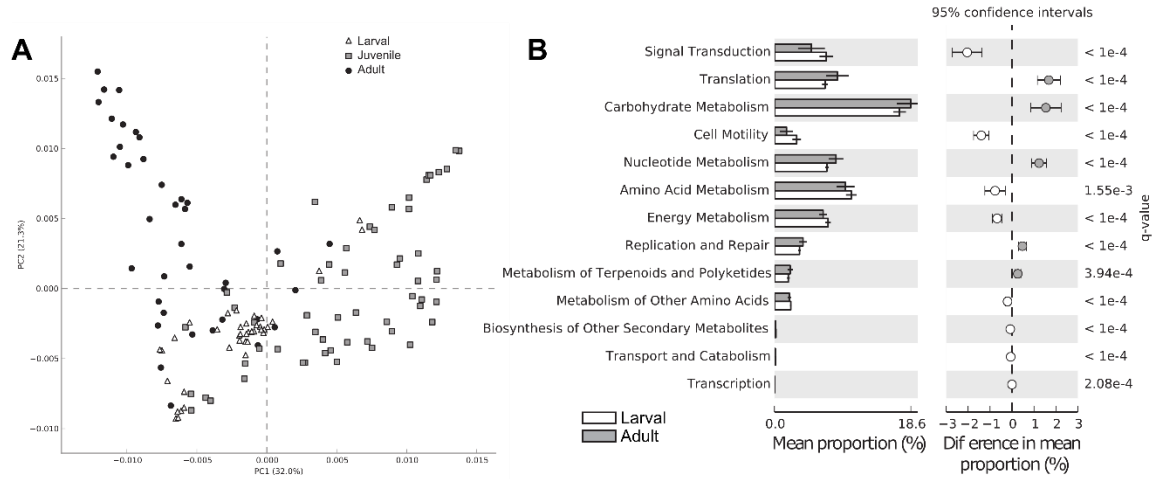 A
Larval
Juvenile
Adult
0.015
0.010
0.005
0.000
−0.005
−0.010
PC2 (21.3%)
−0.010
−0.005
0.000
0.005
0.010
0.015
PC1 (32.0%)
B
95% confidence intervals
Signal Transduction
< 1e-4
Translation
< 1e-4
Carbohydrate Metabolism
< 1e-4
Cell Motility
< 1e-4
Nucleotide Metabolism
< 1e-4
Amino Acid Metabolism
1.55e-3
Energy Metabolism
< 1e-4
Replication and Repair
< 1e-4
Metabolism of Terpenoids and Polyketides
3.94e-4
Metabolism of Other Amino Acids
< 1e-4
Biosynthesis of Other Secondary Metabolites
< 1e-4
Transport and Catabolism
< 1e-4
Transcription
2.08e-4
q-value
Larval
Adult
0.0
18.6
Mean proportion (%)
−3 −2 −1 0 1 2 3
Dif erence in mean
proportion (%)